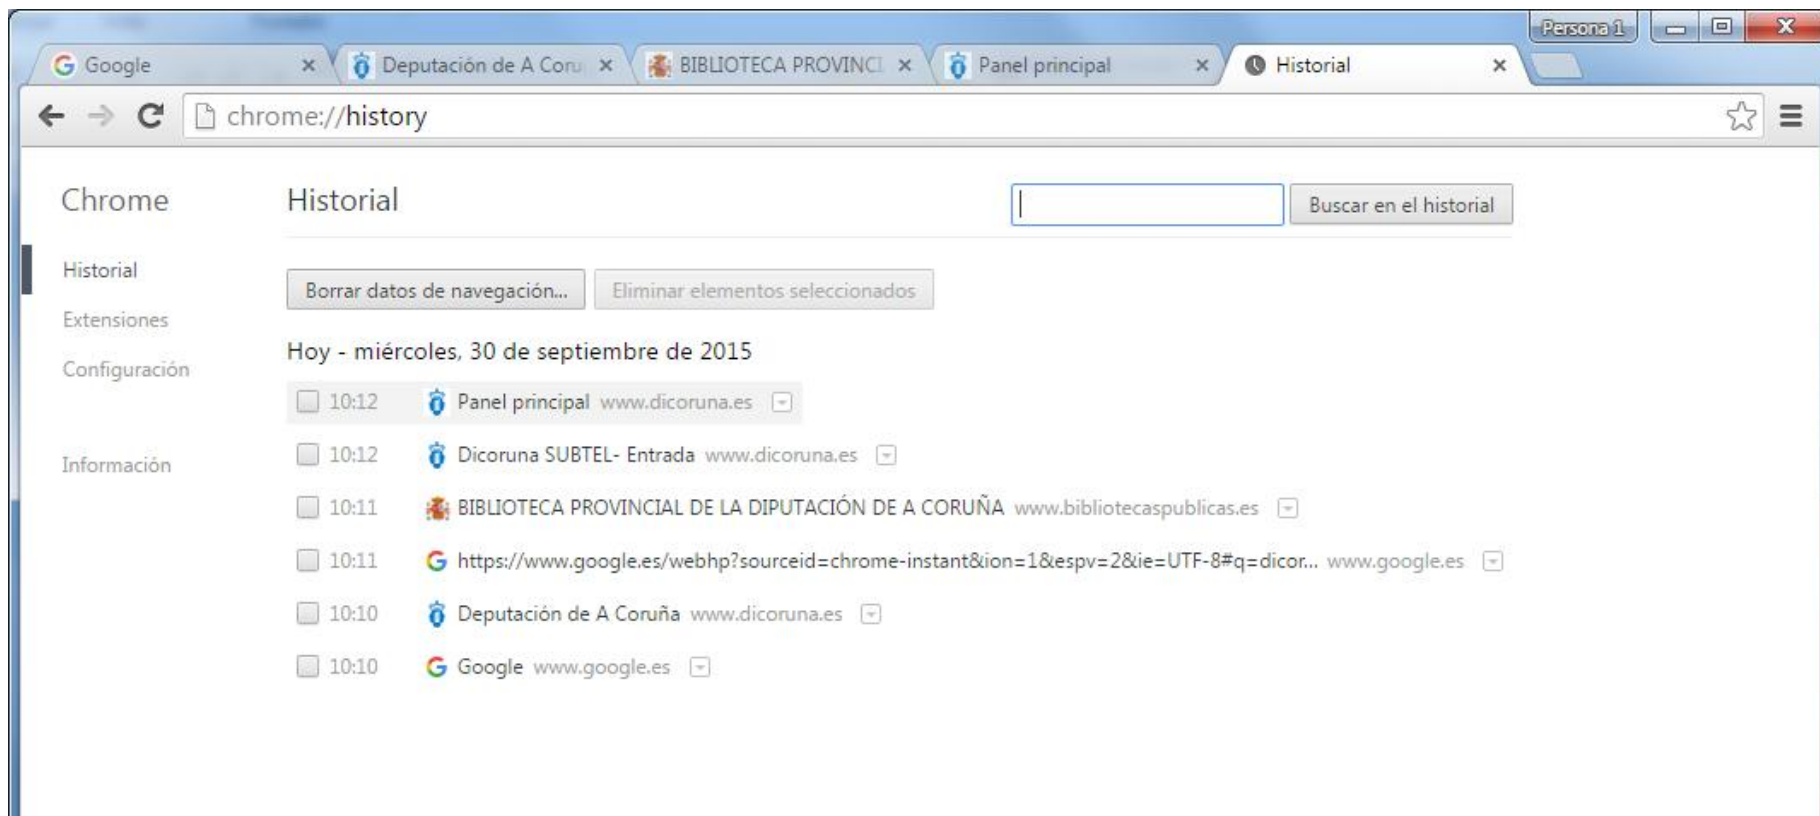 Persona 1
Google
Deputación de A Coru
BIBLIOTECA PROVINCI
Panel principal
Historial
chrome://history
Chrome
Historial
Buscar en el historial
Historial
Extensiones
Configuración
Información
Borrar datos de navegación...
Eliminar elementos seleccionados
Hoy - miércoles, 30 de septiembre de 2015
10:12 Panel principal www.dicoruna.es
10:12 Dicoruna SUBTEL- Entrada www.dicoruna.es
10:11 BIBLIOTECA PROVINCIAL DE LA DIPUTACIÓN DE A CORUÑA www.bibliotecaspublicas.es
10:11 https://www.google.es/webhp?sourceid=chrome-instant&ion=1&espv=2&ie=UTF-8#q=dicor... www.google.es
10:10 Deputación de A Coruña www.dicoruna.es
10:10 Google www.google.es